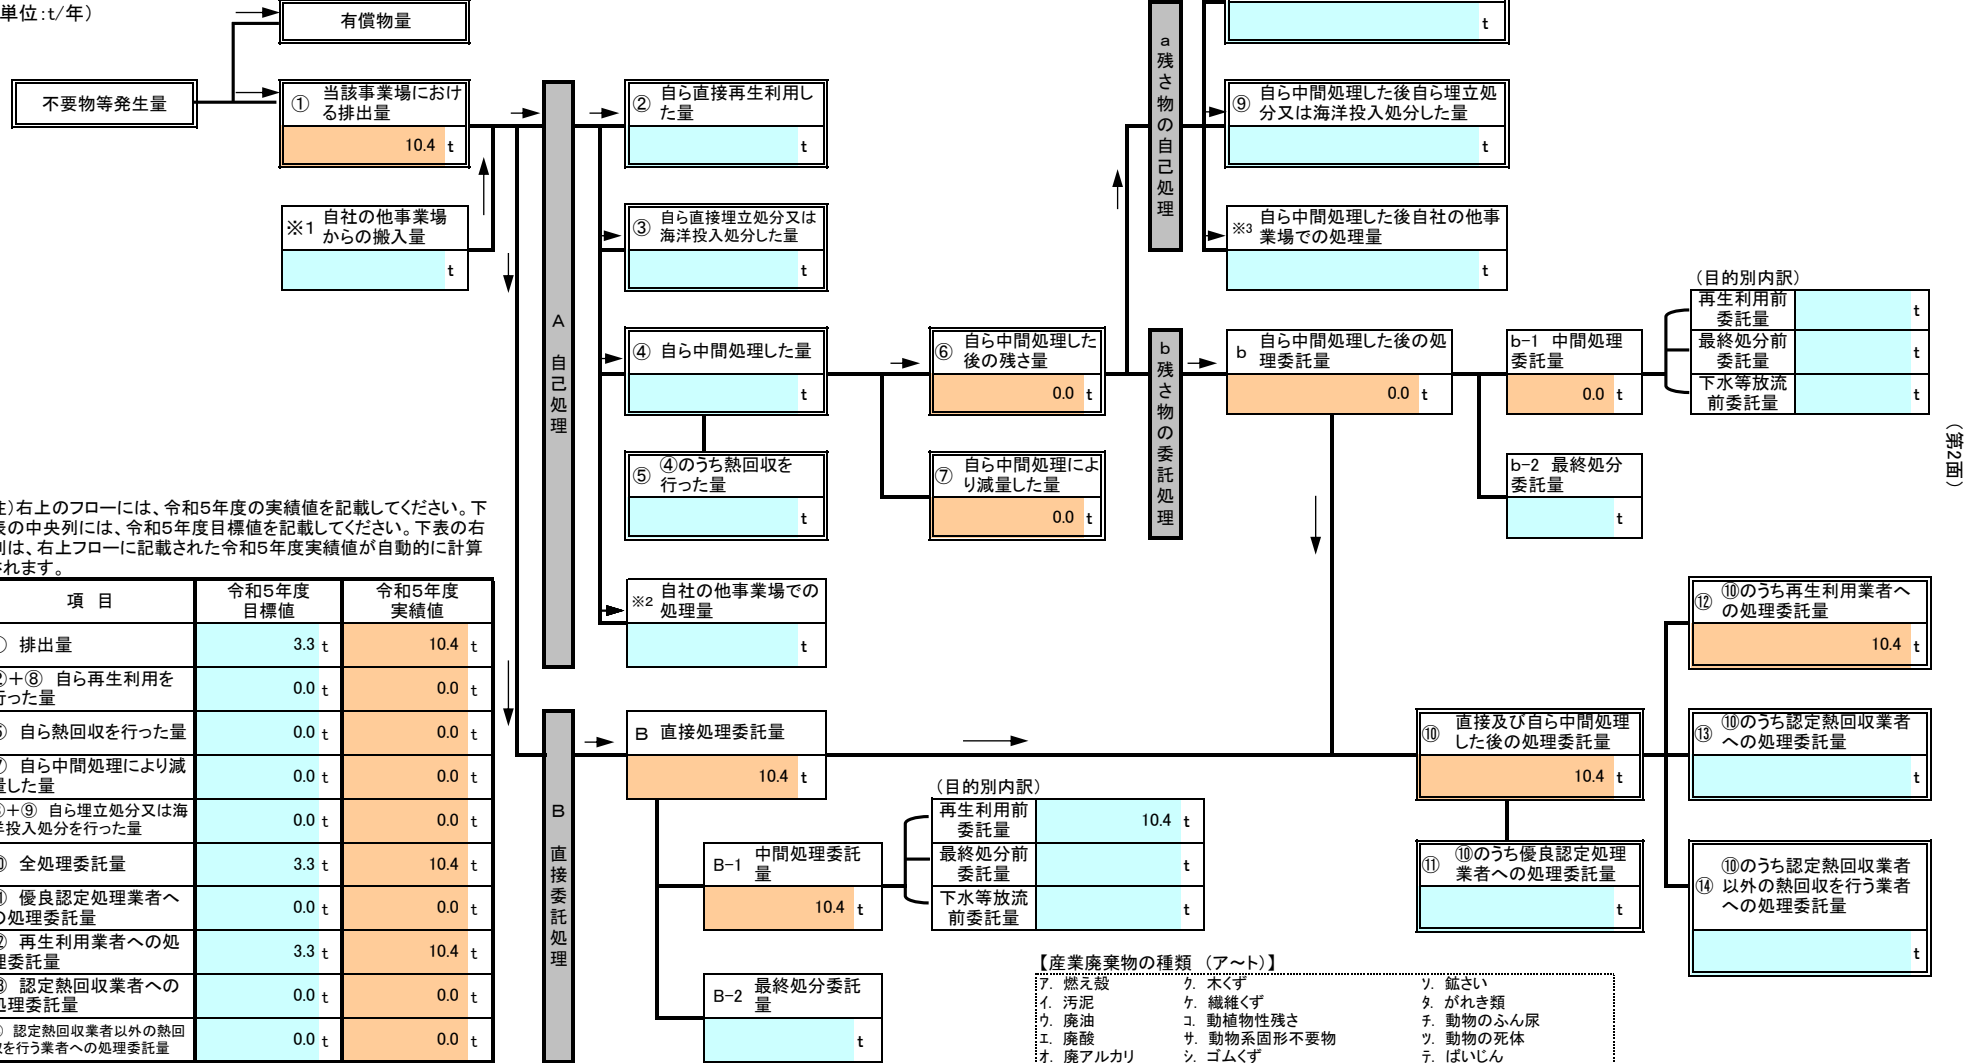 単位:t/年）
有償物量
不要物等発生量
① 当該事業場におけ
る排出量
10.4 t
※1 自社の他事業場
からの搬入量
t
A 自己処理
② 自ら直接再生利用し
た量
t
③ 自ら直接埋立処分又は
海洋投入処分した量
t
④ 自ら中間処理した量
t
⑤ ④のうち熱回収を
行った量
t
※2 自社の他事業場での
処理量
t
⑥ 自ら中間処理した
後の残さ量
0.0 t
⑦ 自ら中間処理によ
り減量した量
0.0 t
a 残さ物の自己処理
t
⑨ 自ら中間処理した後自ら埋立処
分又は海洋投入処分した量
t
※3 自ら中間処理した後自社の他事
業場での処理量
t
b 残さ物の委託処理
b 自ら中間処理した後の処
理委託量
0.0 t
b-1 中間処理
委託量
0.0 t
b-2 最終処分
委託量
t
（目的別内訳）
再生利用前
委託量 t
最終処分前
委託量 t
下水等放流
前委託量 t
（第2面）
)右上のフローには、令和5年度の実績値を記載してください。下
表の中央列には、令和5年度目標値を記載してください。下表の右
列は、右上フローに記載された令和5年度実績値が自動的に計算
されます。
項 目 令和5年度
目標値 令和5年度
実績値
排出量 3.3 t 10.4 t
②+⑧ 自ら再生利用を
行った量 0.0 t 0.0 t
自ら熱回収を行った量 0.0 t 0.0 t
自ら中間処理により減
量した量 0.0 t 0.0 t
+⑨ 自ら埋立処分又は海
洋投入処分を行った量 0.0 t 0.0 t
全処理委託量 3.3 t 10.4 t
優良認定処理業者へ
の処理委託量 0.0 t 0.0 t
再生利用業者への処
理委託量 3.3 t 10.4 t
認定熱回収業者への
処理委託量 0.0 t 0.0 t
認定熱回収業者以外の熱回
収を行う業者への処理委託量 0.0 t 0.0 t
B 直接委託処理
B 直接処理委託量
10.4 t
B-1 中間処理委託
量
10.4 t
B-2 最終処分委託
量
t
（目的別内訳）
再生利用前
委託量 10.4 t
最終処分前
委託量 t
下水等放流
前委託量 t
⑩ 直接及び自ら中間処理
した後の処理委託量
10.4 t
⑪ ⑩のうち優良認定処理
業者への処理委託量
t
⑫ ⑩のうち再生利用業者へ
の処理委託量
10.4 t
⑬ ⑩のうち認定熱回収業者
への処理委託量
t
⑭ ⑩のうち認定熱回収業者
以外の熱回収を行う業者
への処理委託量
t
【産業廃棄物の種類 （ア～ト）】
ア. 燃え殻 ク. 木くず ソ. 鉱さい
イ. 汚泥 ケ. 繊維くず タ. がれき類
ウ. 廃油 コ. 動植物性残さ チ. 動物のふん尿
エ. 廃酸 サ. 動物系固形不要物 ツ. 動物の死体
オ. 廃アルカリ シ. ゴムくず テ. ばいじん